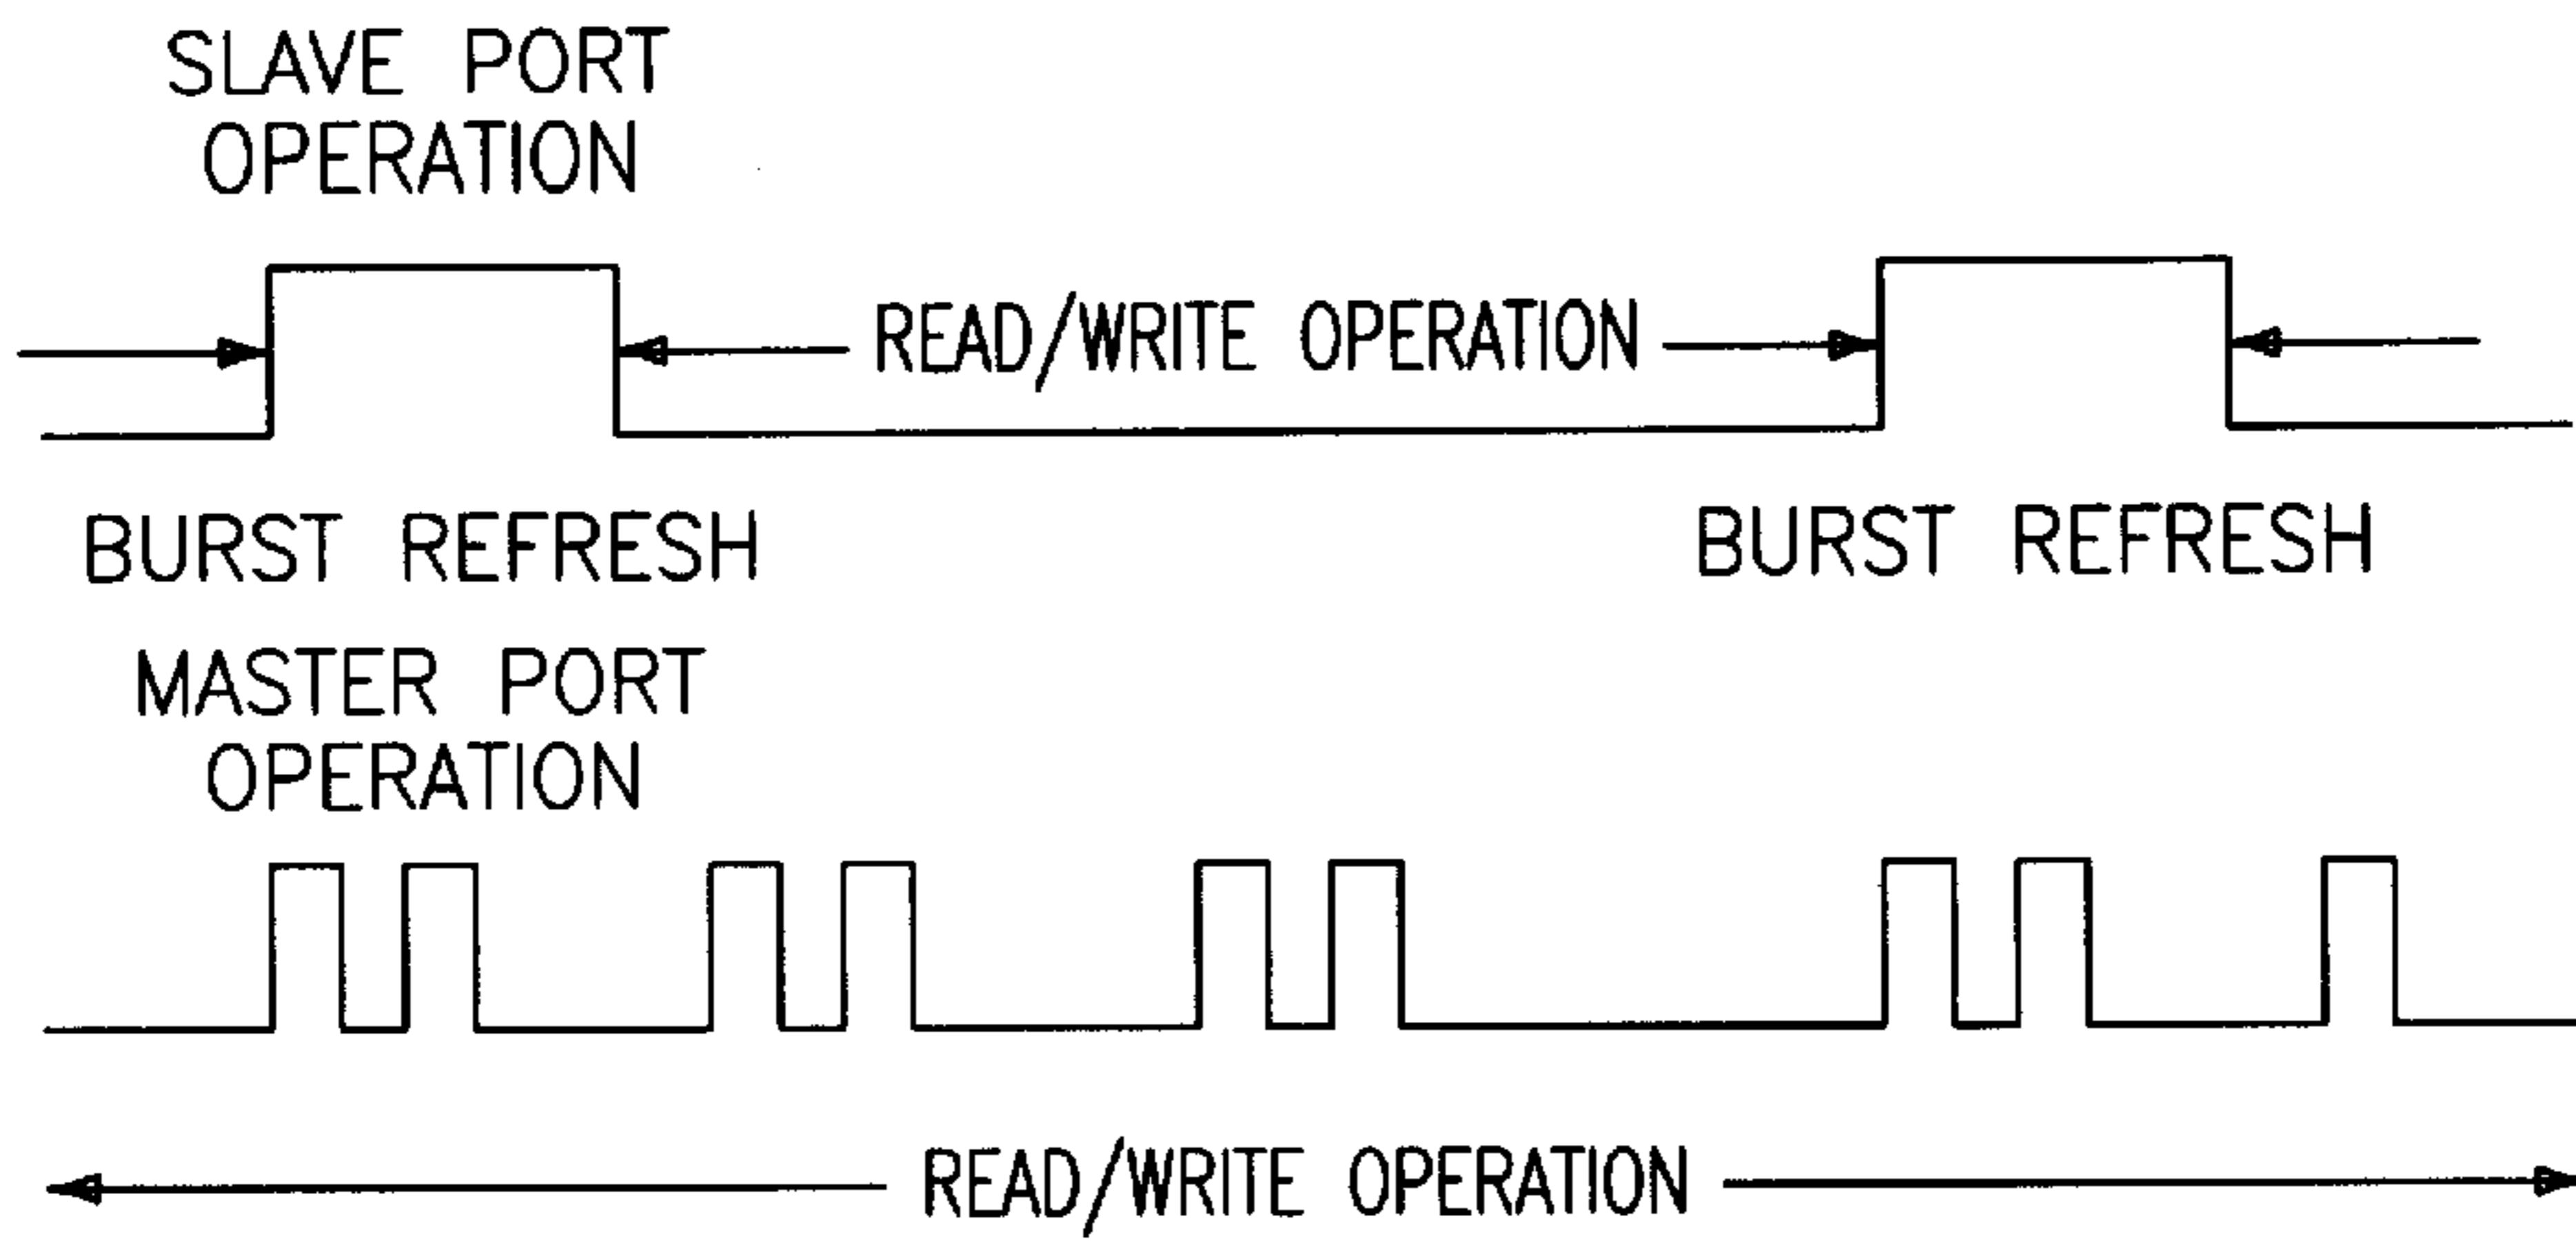 SLAVE PORT
OPERATION
READ/WRITE OPERATION
BURST REFRESH
BURST REFRESH
MASTER PORT
OPERATION
READ/WRITE OPERATION